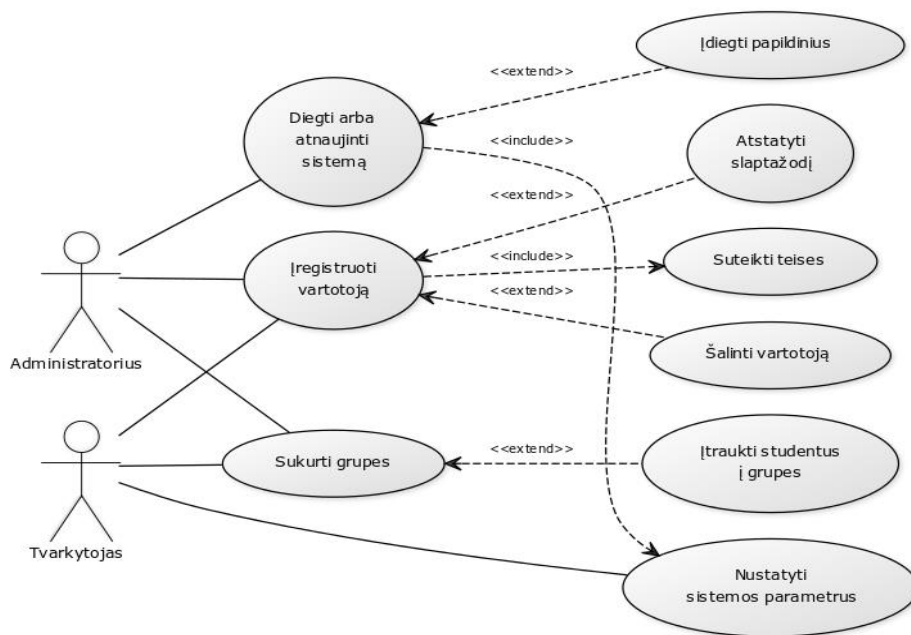 Įdiegti papildinius
<<extend>>
Diegti arba
atnaujinti
sistemą
<<include>>
Atstatyti
slaptažodį
<<extend>>
Įregistruoti
vartotoją
<<include>>
Suteikti teises
<<extend>>
Šalinti vartotoją
Administratorius
Sukurti grupes
<<extend>>
Įtraukti studentus
į grupes
Tvarkytojas
Nustatyti
sistemos parametrus